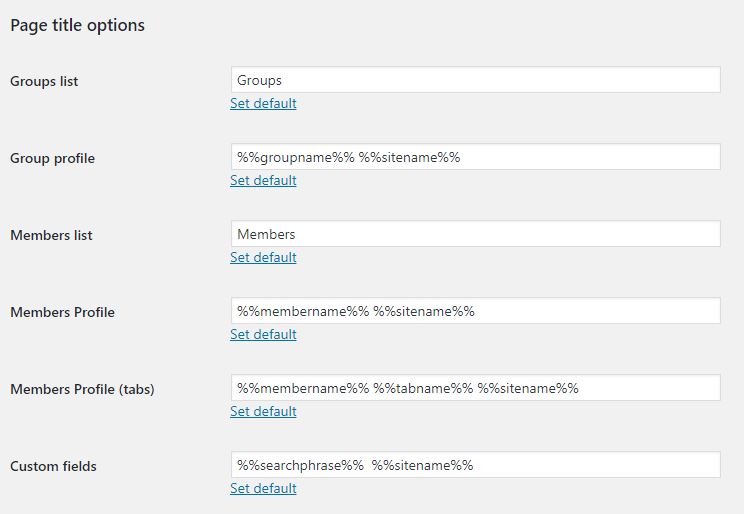 Page title options
Groups list
Groups
Set default
Group profile
%%groupname%% %%sitename%%
Set default
Members list
Members
Set default
Members Profile
%%membername%% %%sitename%%
Set default
Members Profile (tabs)
%%membername%% %%tabname%% %%sitename%%
Set default
Custom fields
%%searchphrase%%  %%sitename%%
Set default